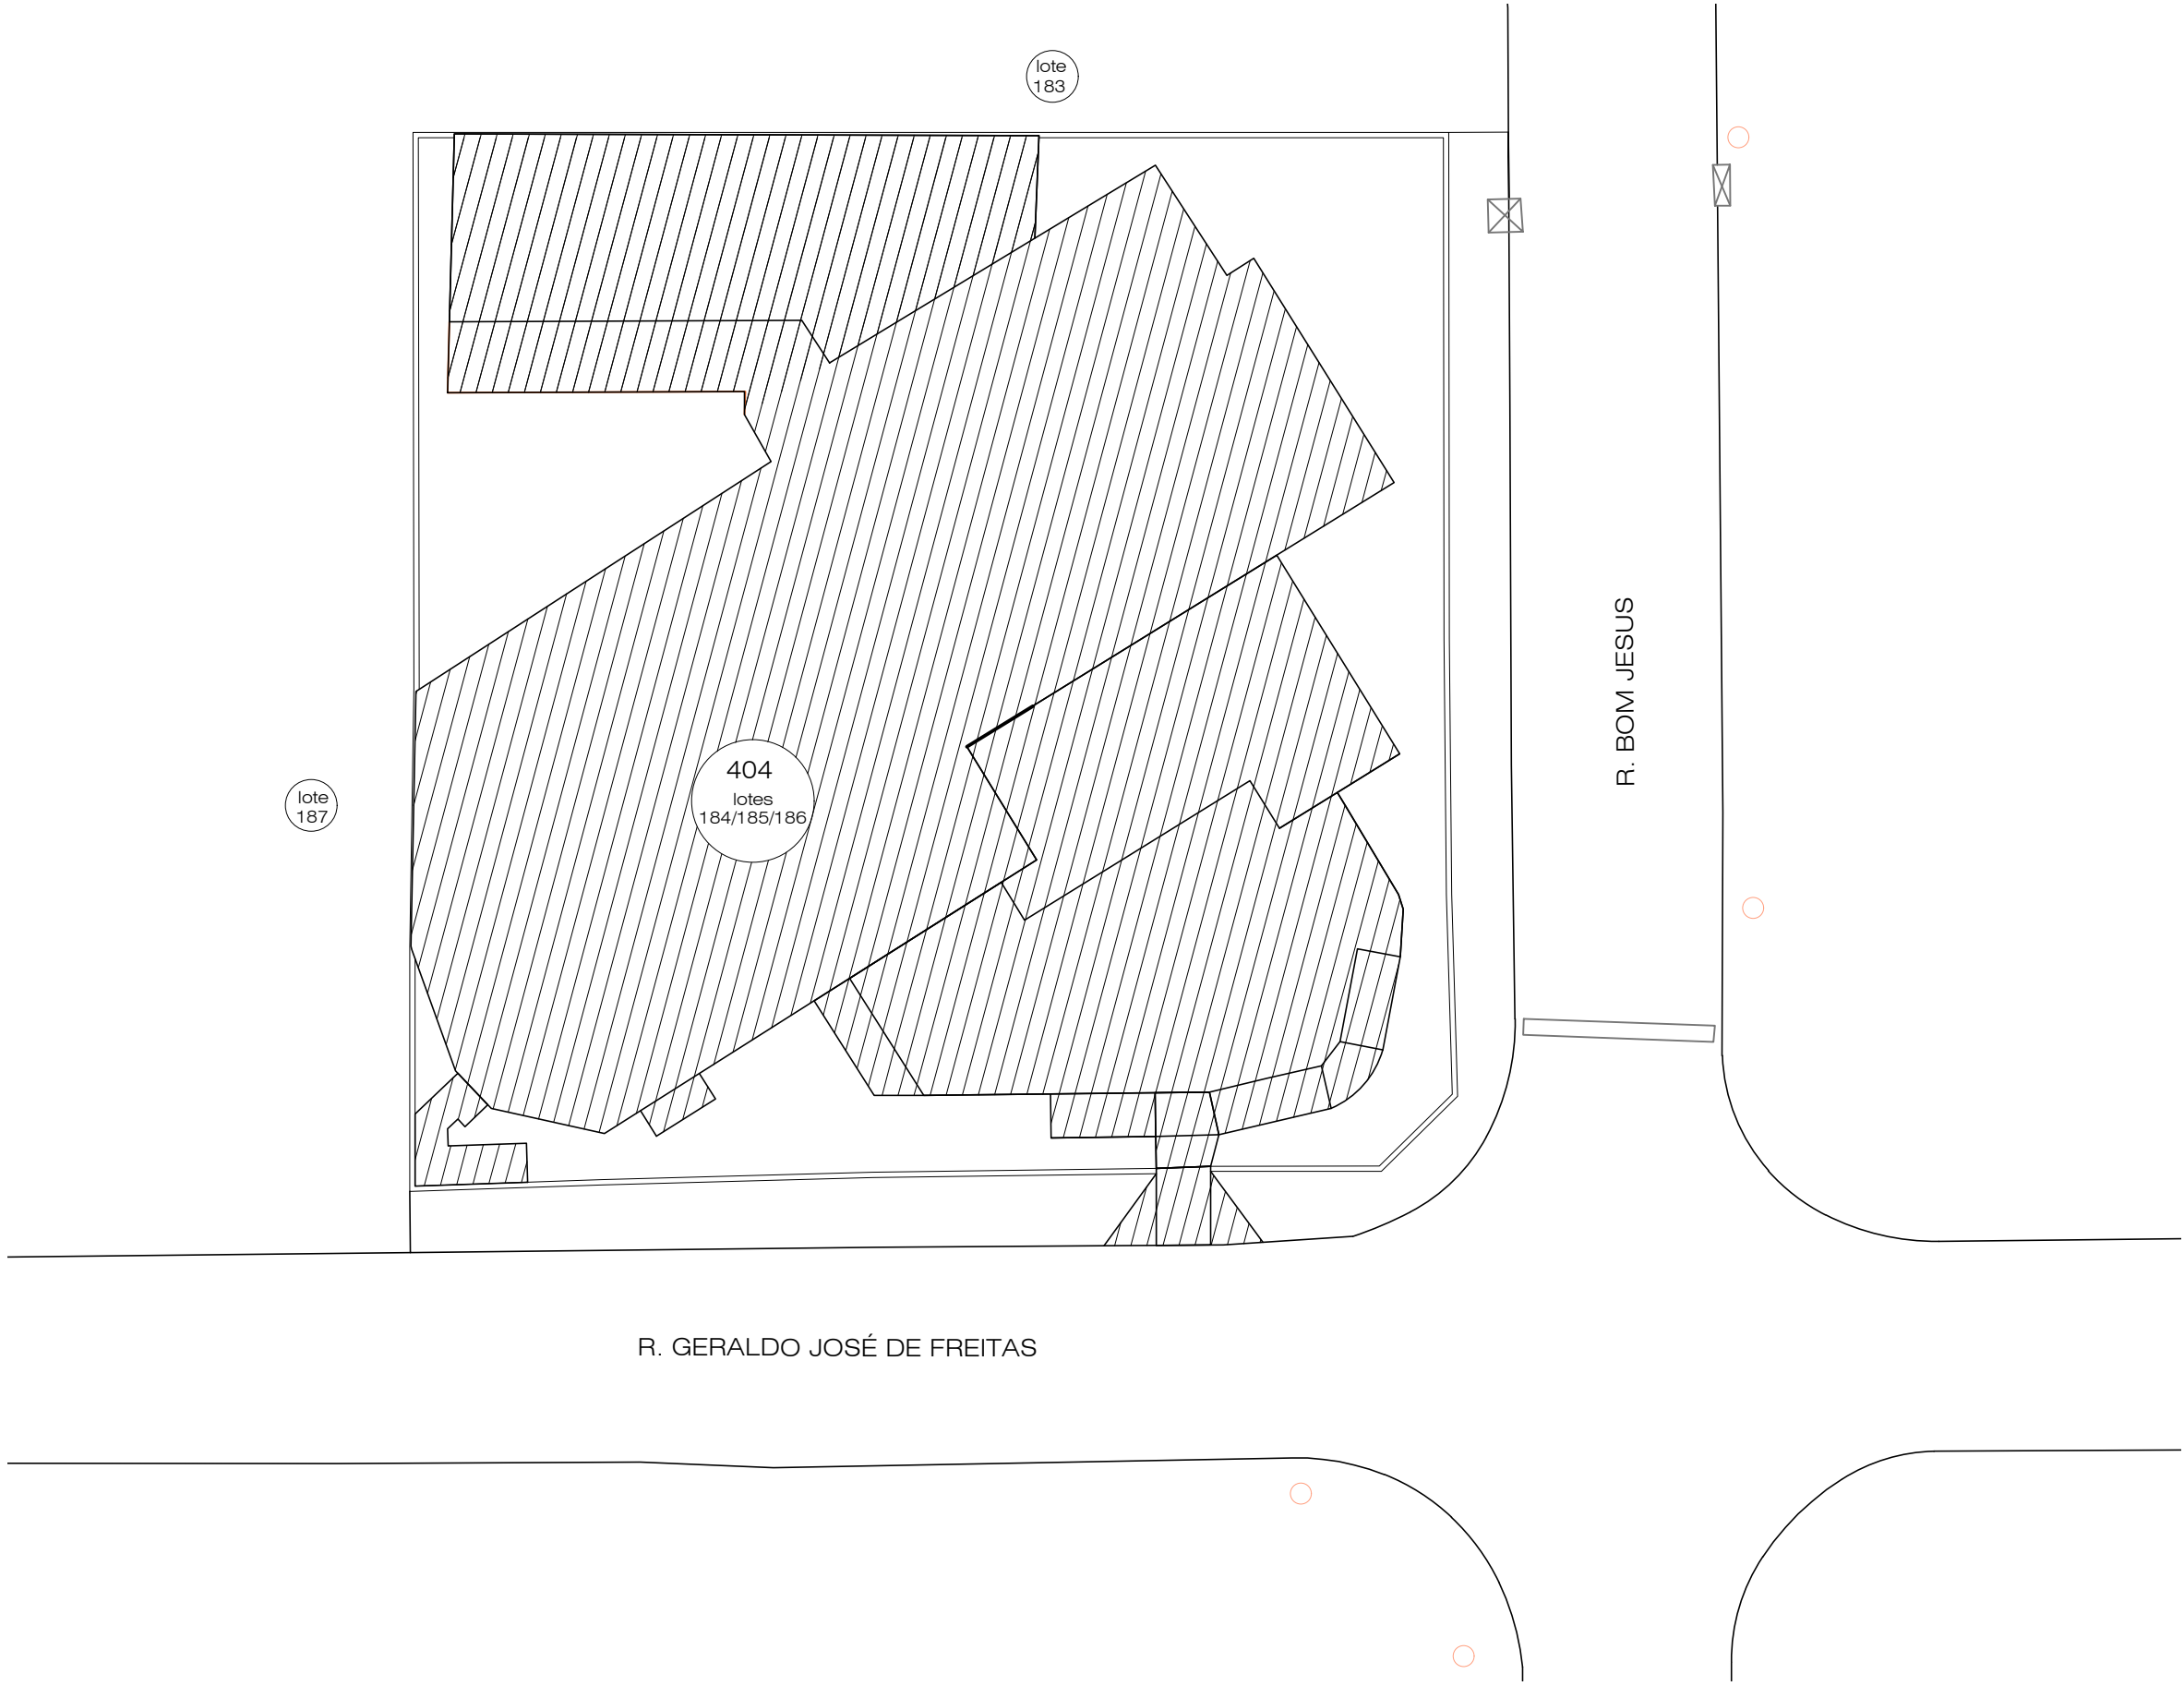 lote
183
R. BOM JESUS
404
lotes
184/185/186
lote
187
R. GERALDO JOSÉ DE FREITAS